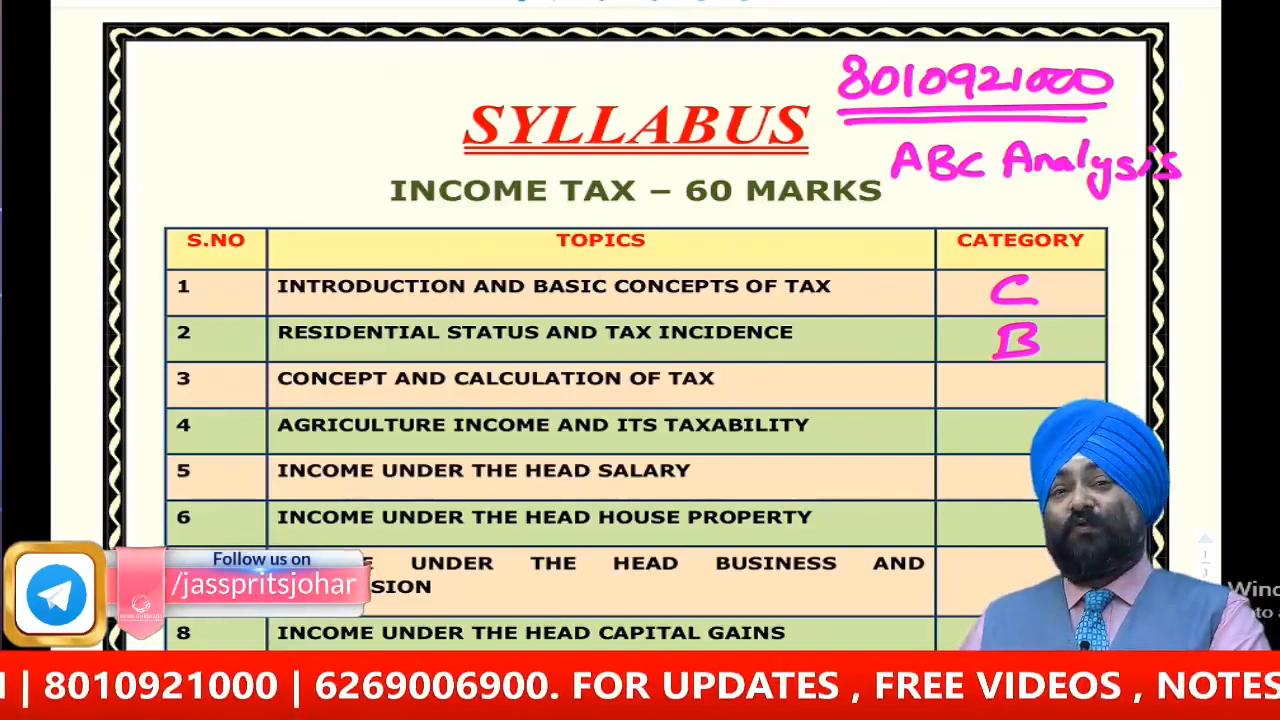 8010921000
SYLLABUS
ABC Analysis
INCOME TAX – 60 MARKS
S.NO TOPICS CATEGORY
1 INTRODUCTION AND BASIC CONCEPTS OF TAX C
2 RESIDENTIAL STATUS AND TAX INCIDENCE B
3 CONCEPT AND CALCULATION OF TAX
4 AGRICULTURE INCOME AND ITS TAXABILITY
5 INCOME UNDER THE HEAD SALARY
6 INCOME UNDER THE HEAD HOUSE PROPERTY
UNDER THE HEAD BUSINESS AND
Follow us on
/jasspritsjohar
8 INCOME UNDER THE HEAD CAPITAL GAINS
| 8010921000 | 6269006900. FOR UPDATES , FREE VIDEOS , NOTES